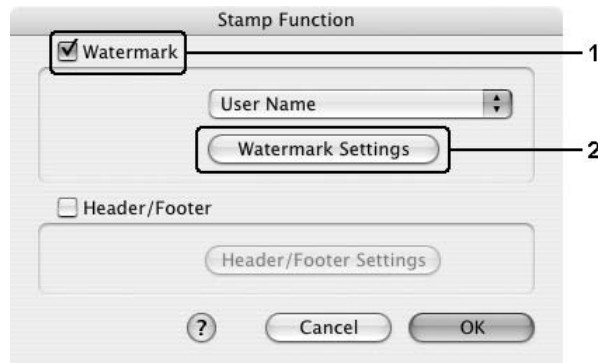 Stamp Function
Watermark
1
User Name
Watermark Settings
2
Header/Footer
Header/Footer Settings
?
Cancel
OK